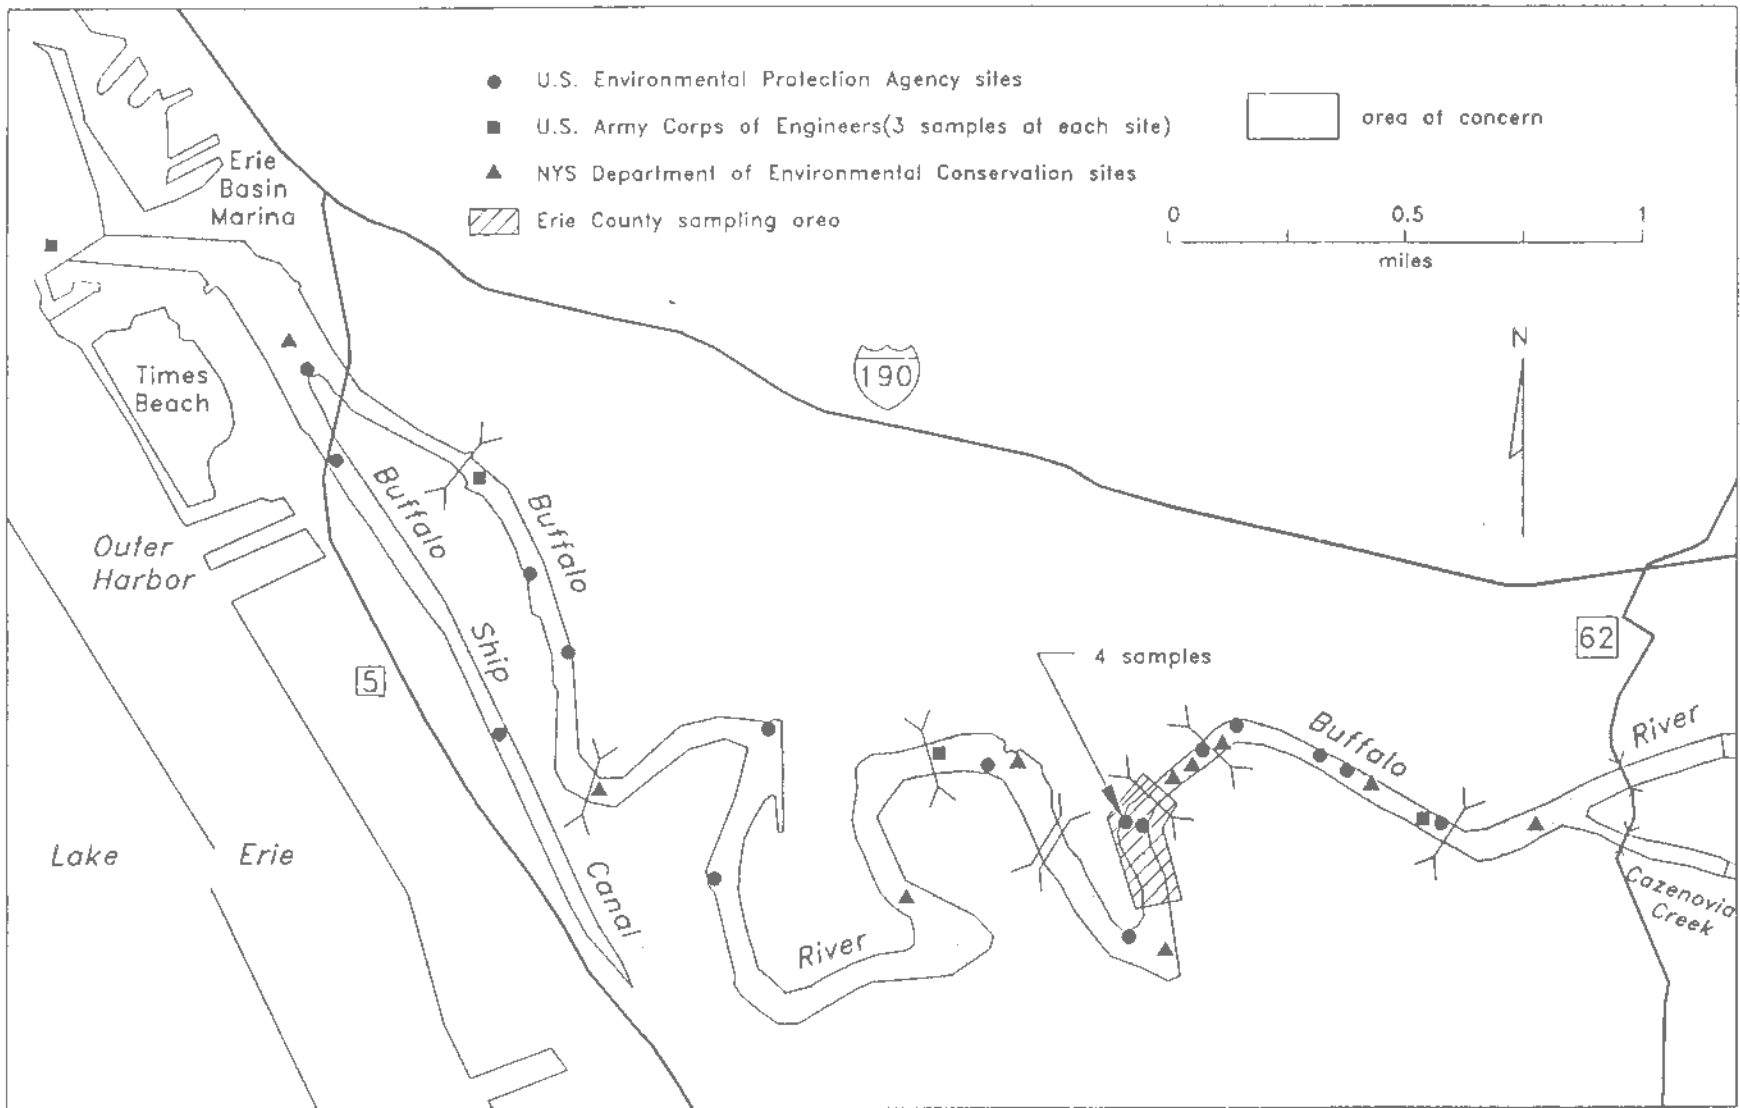 U.S. Environmental Protection Agency sites
U.S. Army Corps of Engineers(3 samples at each site)
NYS Department of Environmental Conservation sites
Erie County sampling area
area of concern
0 0.5 1
miles
N
Erie
Basin
Marina
Times
Beach
190
Outer
Harbor
Buffalo
Ship
Canal
Buffalo
River
5
4 samples
62
Buffalo
River
Cazenovia
Creek
Lake Erie